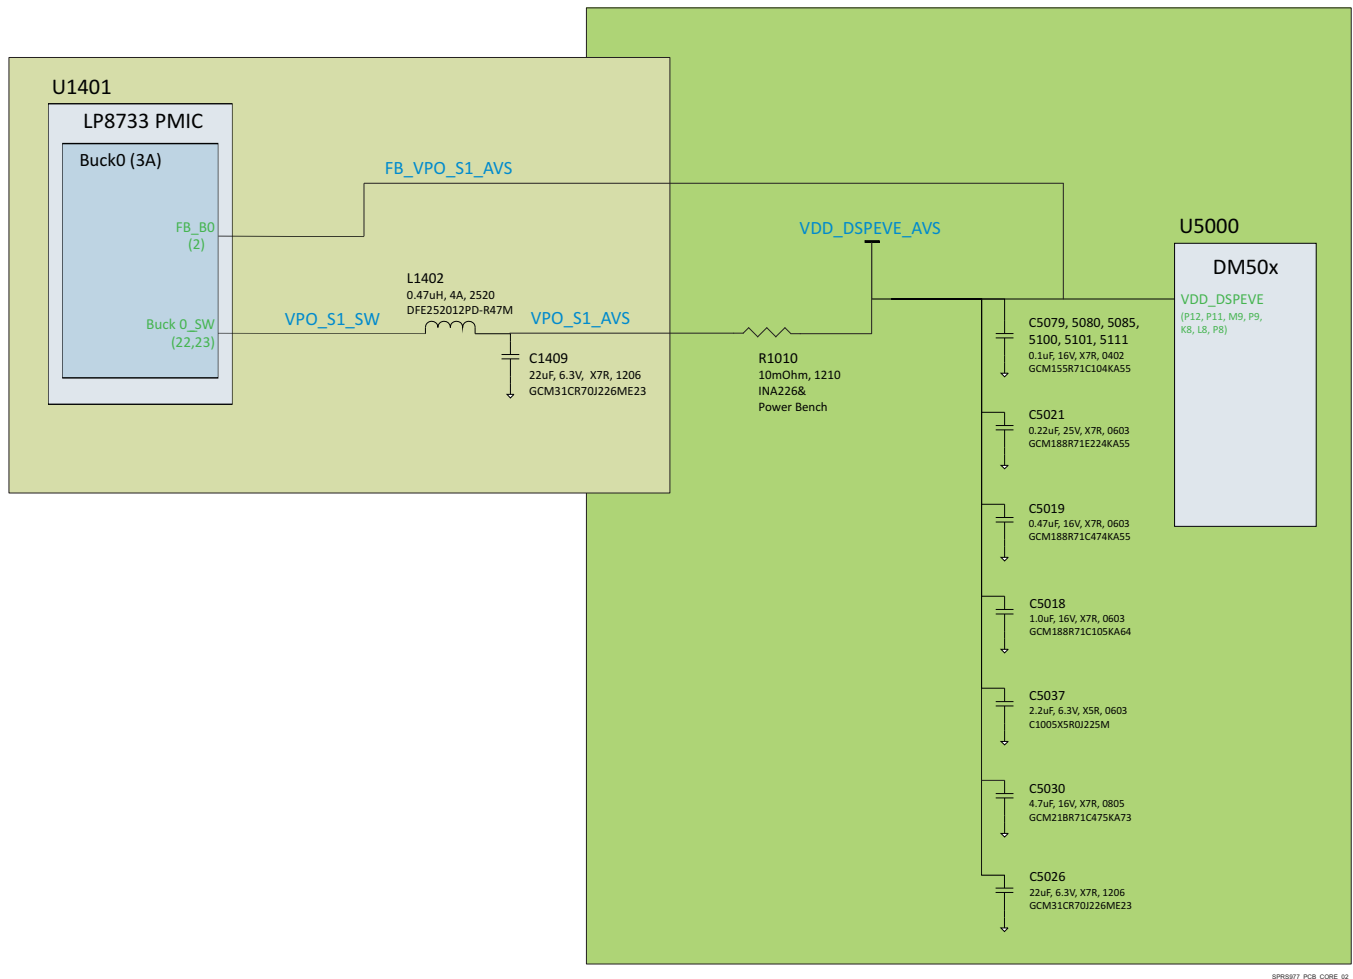 U1401
LP8733 PMIC
Buck0 (3A)
FB_B0
(2)
Buck 0_SW
(22,23)
FB_VPO_S1_AVS
VPO_S1_SW
L1402
0.47uH, 4A, 2520
DFE252012PD-R47M
VPO_S1_AVS
C1409
22uF, 6.3V,  X7R, 1206
GCM31CR70J226ME23
VDD_DSPEVE_AVS
R1010
10mOhm, 1210
INA226&
Power Bench
U5000
DM50x
VDD_DSPEVE
(P12, P11, M9, P9,
K8, L8, P8)
C5079, 5080, 5085,
5100, 5101, 5111
0.1uF, 16V, X7R, 0402
GCM155R71C104KA55
C5021
0.22uF, 25V, X7R, 0603
GCM188R71E224KA55
C5019
0.47uF, 16V, X7R, 0603
GCM188R71C474KA55
C5018
1.0uF, 16V, X7R, 0603
GCM188R71C105KA64
C5037
2.2uF, 6.3V, X5R, 0603
C1005X5R0J225M
C5030
4.7uF, 16V, X7R, 0805
GCM21BR71C475KA73
C5026
22uF, 6.3V, X7R, 1206
GCM31CR70J226ME23
SPRS977_PCB_CORE_02